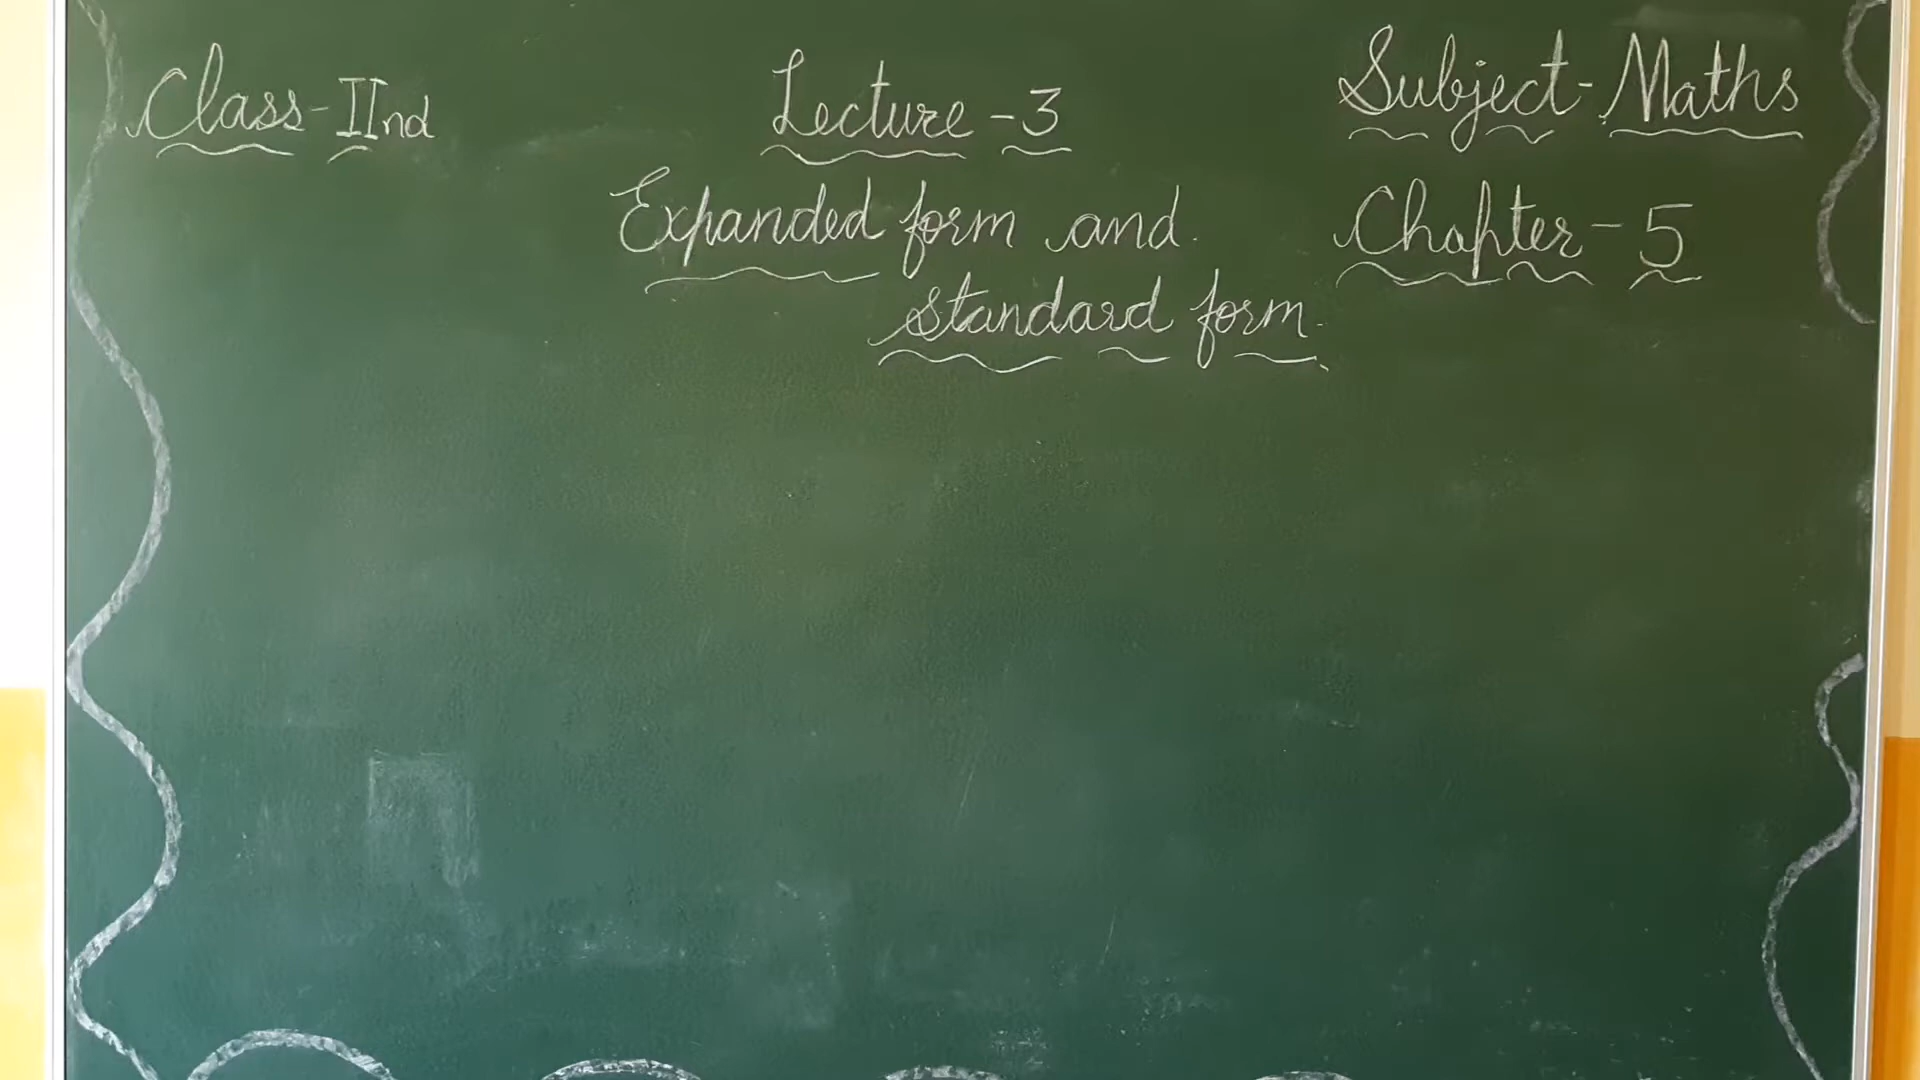 Class-IInd
Lecture-3
Subject-Maths
Expanded form and
Chapter-5
standard form.